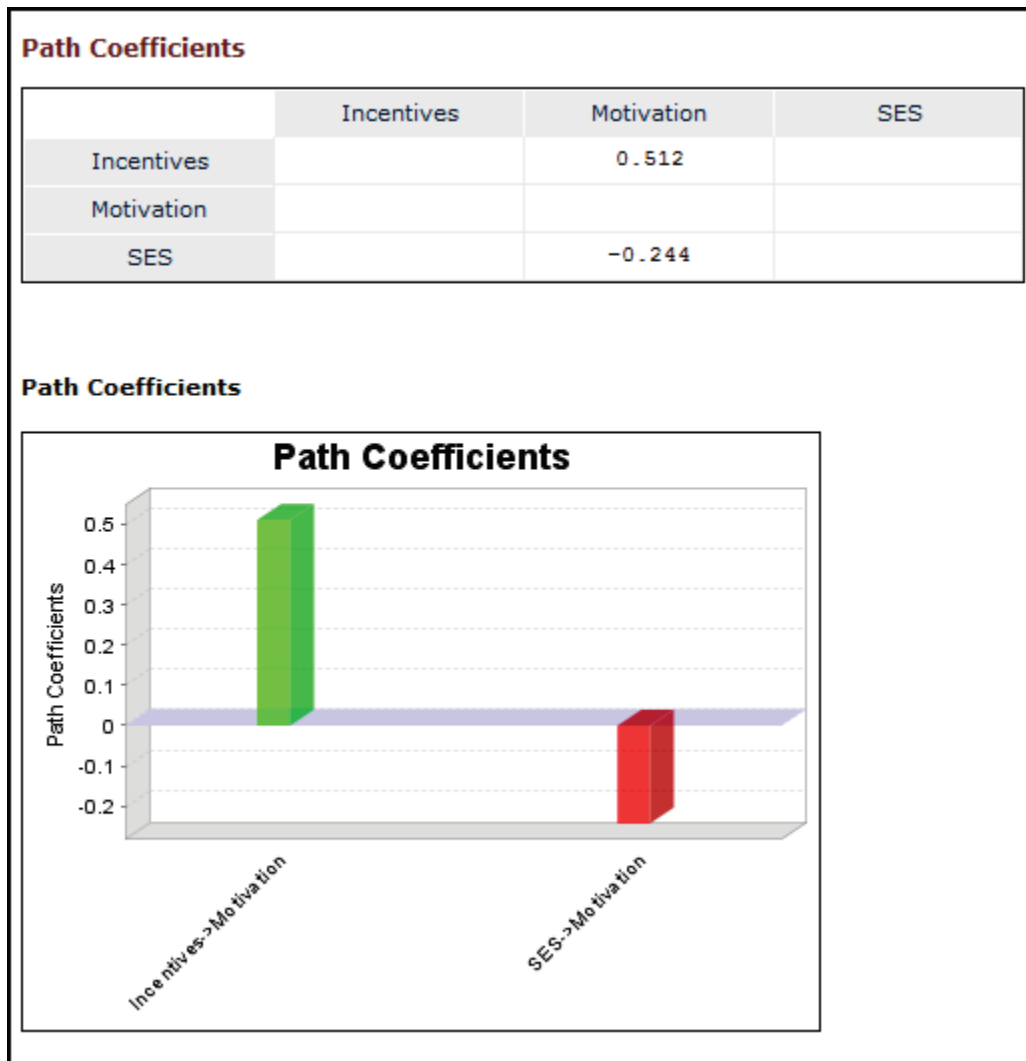 Path Coefficients
Incentives Motivation SES
Incentives 0.512
Motivation
SES -0.244
Path Coefficients
Path Coefficients
Path Coefficients
0.5
0.4
0.3
0.2
0.1
0
-0.1
-0.2
Incentives->Motivation
SES->Motivation